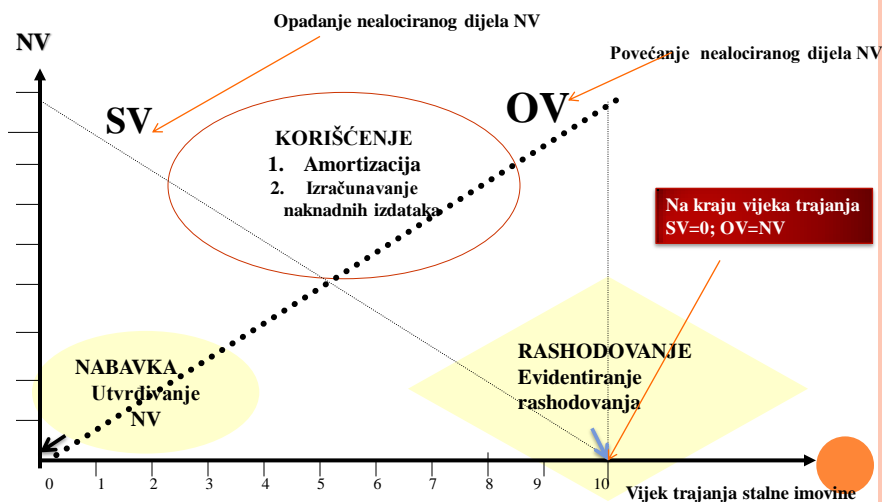 Opadanje nealociranog dijela NV
NV
Povećanje nealociranog dijela NV
SV
OV
KORIŠĆENJE
1. Amortizacija
2. Izračunavanje
naknadnih izdataka
Na kraju vijeka trajanja
SV=0; OV=NV
NABAVKA
Utvrđivanje
NV
RASHODOVANJE
Evidentiranje
rashodovanja
0 1 2 3 4 5 6 7 8 9 10
Vijek trajanja stalne imovine